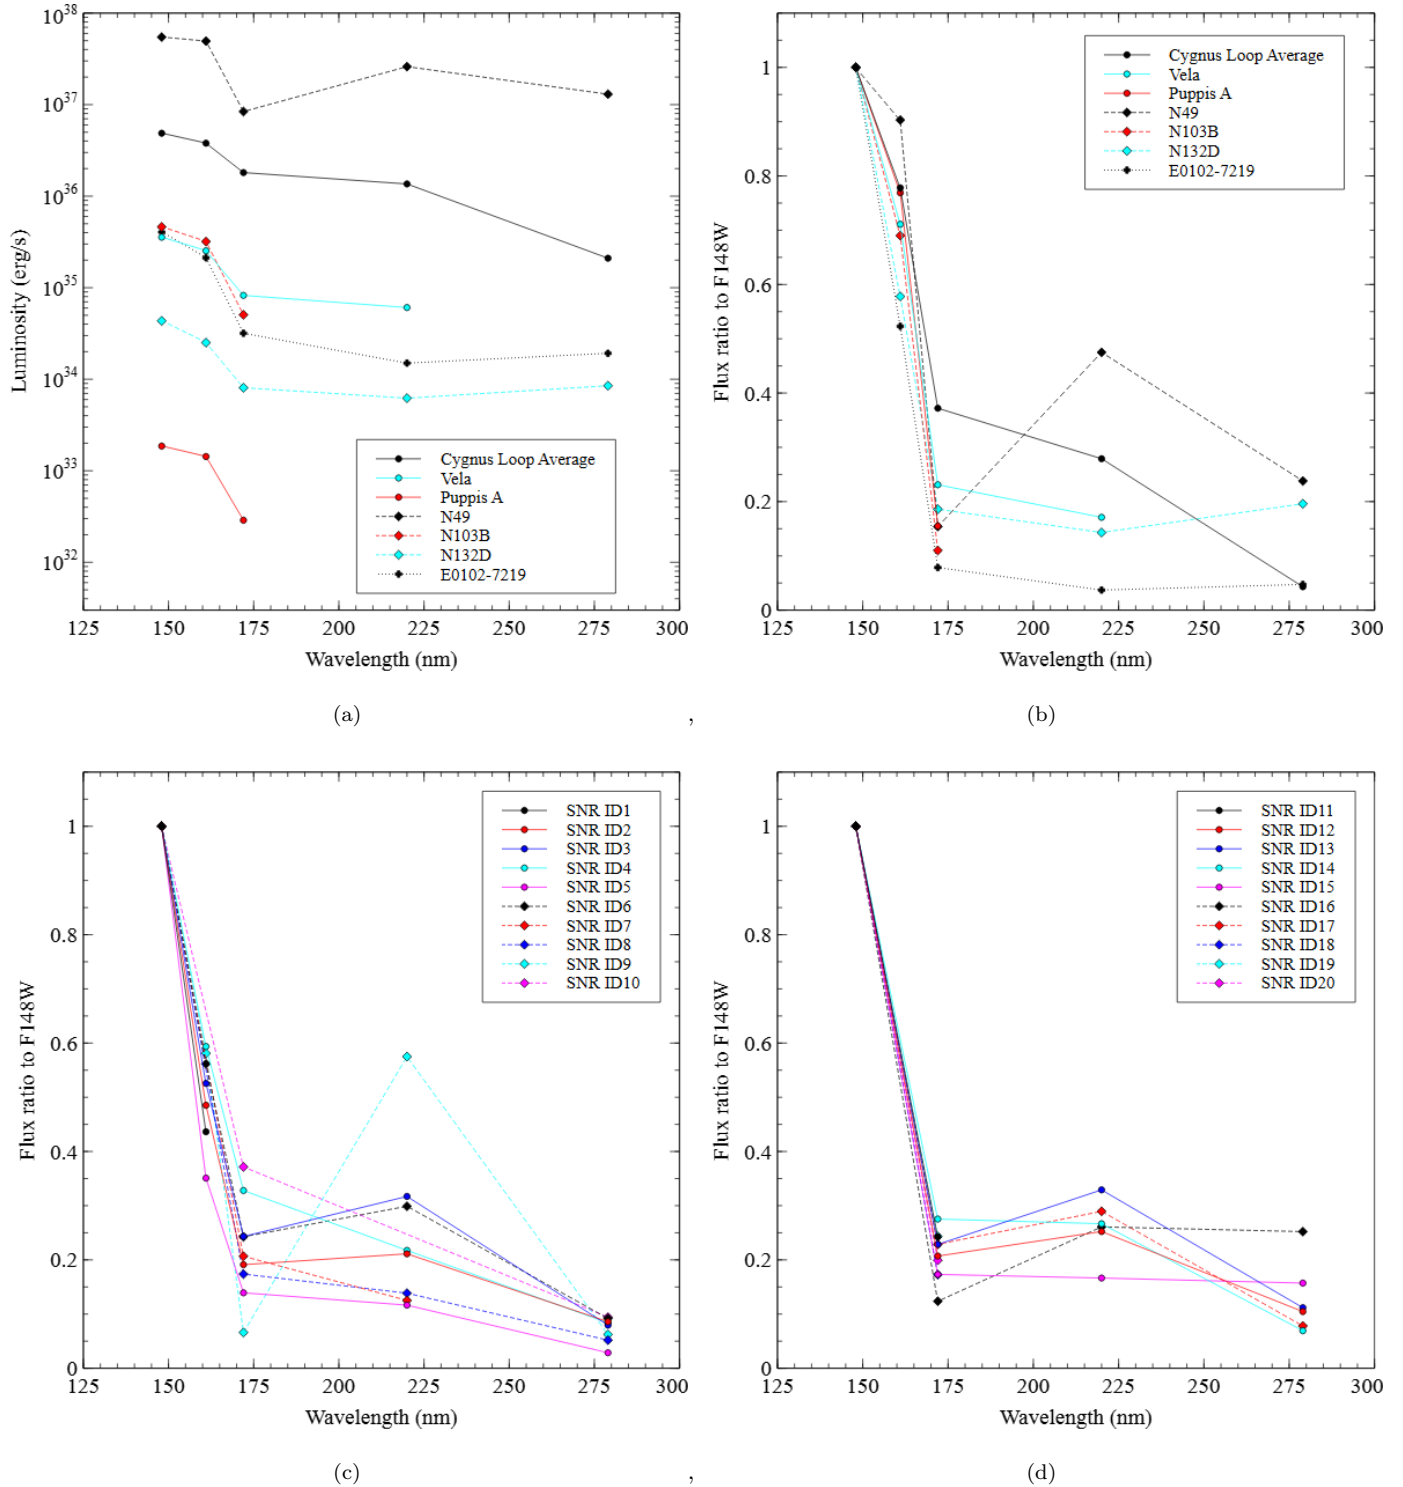 10^38
10^37
10^36
10^35
10^34
10^33
10^32
Luminosity (erg/s)
Cygnus Loop Average
Vela
Puppis A
N49
N103B
N132D
E0102-7219
125 150 175 200 225 250 275 300
Wavelength (nm)
(a)
,
1
0.8
0.6
0.4
0.2
0
Flux ratio to F148W
Cygnus Loop Average
Vela
Puppis A
N49
N103B
N132D
E0102-7219
125 150 175 200 225 250 275 300
Wavelength (nm)
(b)
1
0.8
0.6
0.4
0.2
0
Flux ratio to F148W
SNR ID1
SNR ID2
SNR ID3
SNR ID4
SNR ID5
SNR ID6
SNR ID7
SNR ID8
SNR ID9
SNR ID10
125 150 175 200 225 250 275 300
Wavelength (nm)
(c)
,
1
0.8
0.6
0.4
0.2
0
Flux ratio to F148W
SNR ID11
SNR ID12
SNR ID13
SNR ID14
SNR ID15
SNR ID16
SNR ID17
SNR ID18
SNR ID19
SNR ID20
125 150 175 200 225 250 275 300
Wavelength (nm)
(d)